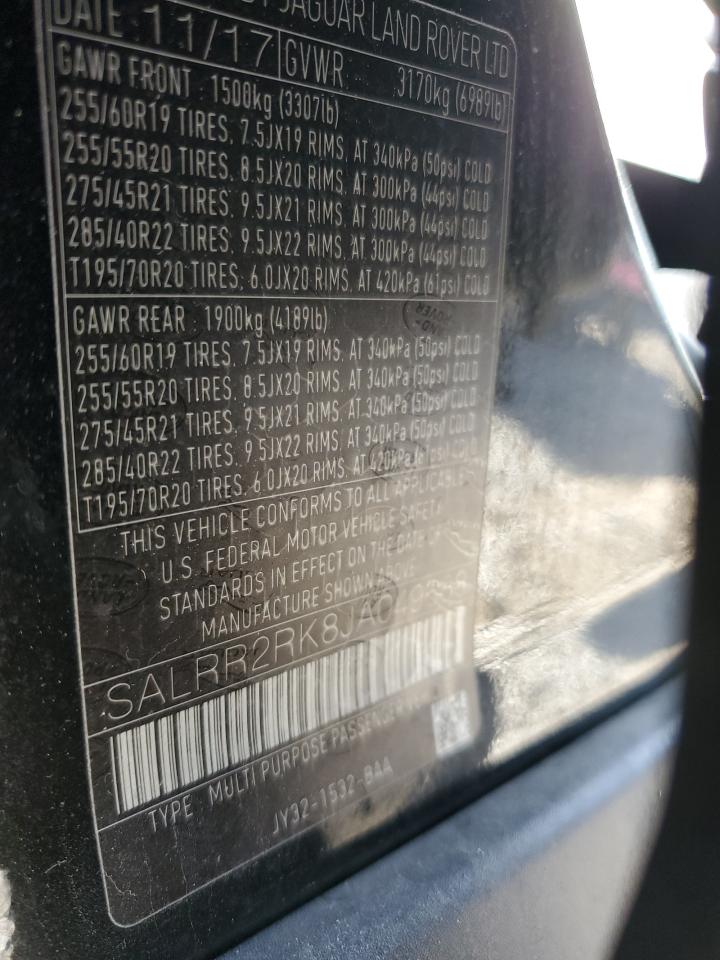 JAGUAR LAND ROVER LTD
DATE 11/17 GVWR 3170kg (6989lb)
GAWR FRONT 1500kg (3307lb)
255/60R19 TIRES, 7.5JX19 RIMS, AT 340kPa (50psi) COLD
255/55R20 TIRES, 8.5JX20 RIMS, AT 300kPa (44psi) COLD
275/45R21 TIRES, 9.5JX21 RIMS, AT 300kPa (44psi) COLD
285/40R22 TIRES, 9.5JX22 RIMS, AT 300kPa (44psi) COLD
T195/70R20 TIRES, 6.0JX20 RIMS, AT 420kPa (61psi) COLD
GAWR REAR 1900kg (4189lb)
255/60R19 TIRES, 7.5JX19 RIMS, AT 340kPa (50psi) COLD
255/55R20 TIRES, 8.5JX20 RIMS, AT 340kPa (50psi) COLD
275/45R21 TIRES, 9.5JX21 RIMS, AT 340kPa (50psi) COLD
285/40R22 TIRES, 9.5JX22 RIMS, AT 340kPa (50psi) COLD
T195/70R20 TIRES, 6.0JX20 RIMS, AT 420kPa COLD
THIS VEHICLE CONFORMS TO ALL APPLICABLE
U.S. FEDERAL MOTOR VEHICLE SAFETY
STANDARDS IN EFFECT ON THE DATE OF
MANUFACTURE SHOWN ABOVE
TYPE MULTI PURPOSE PASSENGER
JY32-1532-BAA